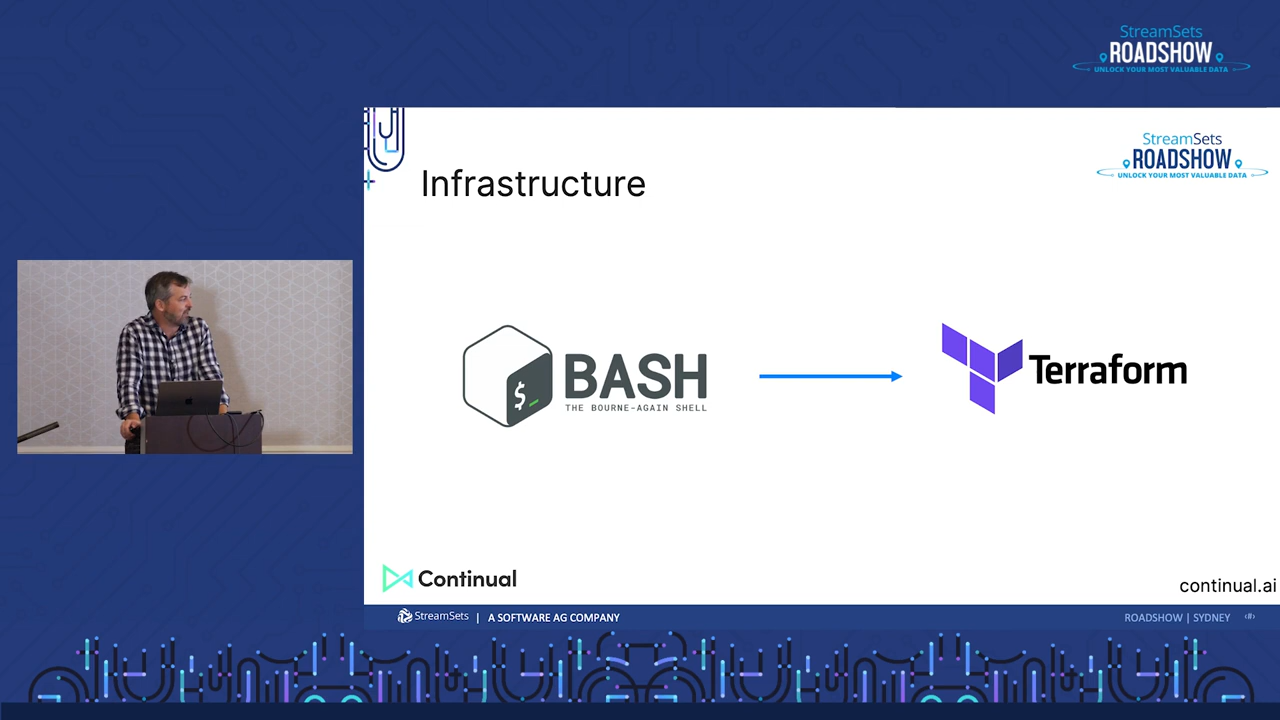 StreamSets
ROADSHOW
UNLOCK YOUR MOST VALUABLE DATA
StreamSets
ROADSHOW
UNLOCK YOUR MOST VALUABLE DATA
Infrastructure
$_
BASH
THE BOURNE-AGAIN SHELL
Terraform
Continual
continual.ai
StreamSets | A SOFTWARE AG COMPANY
ROADSHOW | SYDNEY ‹#›